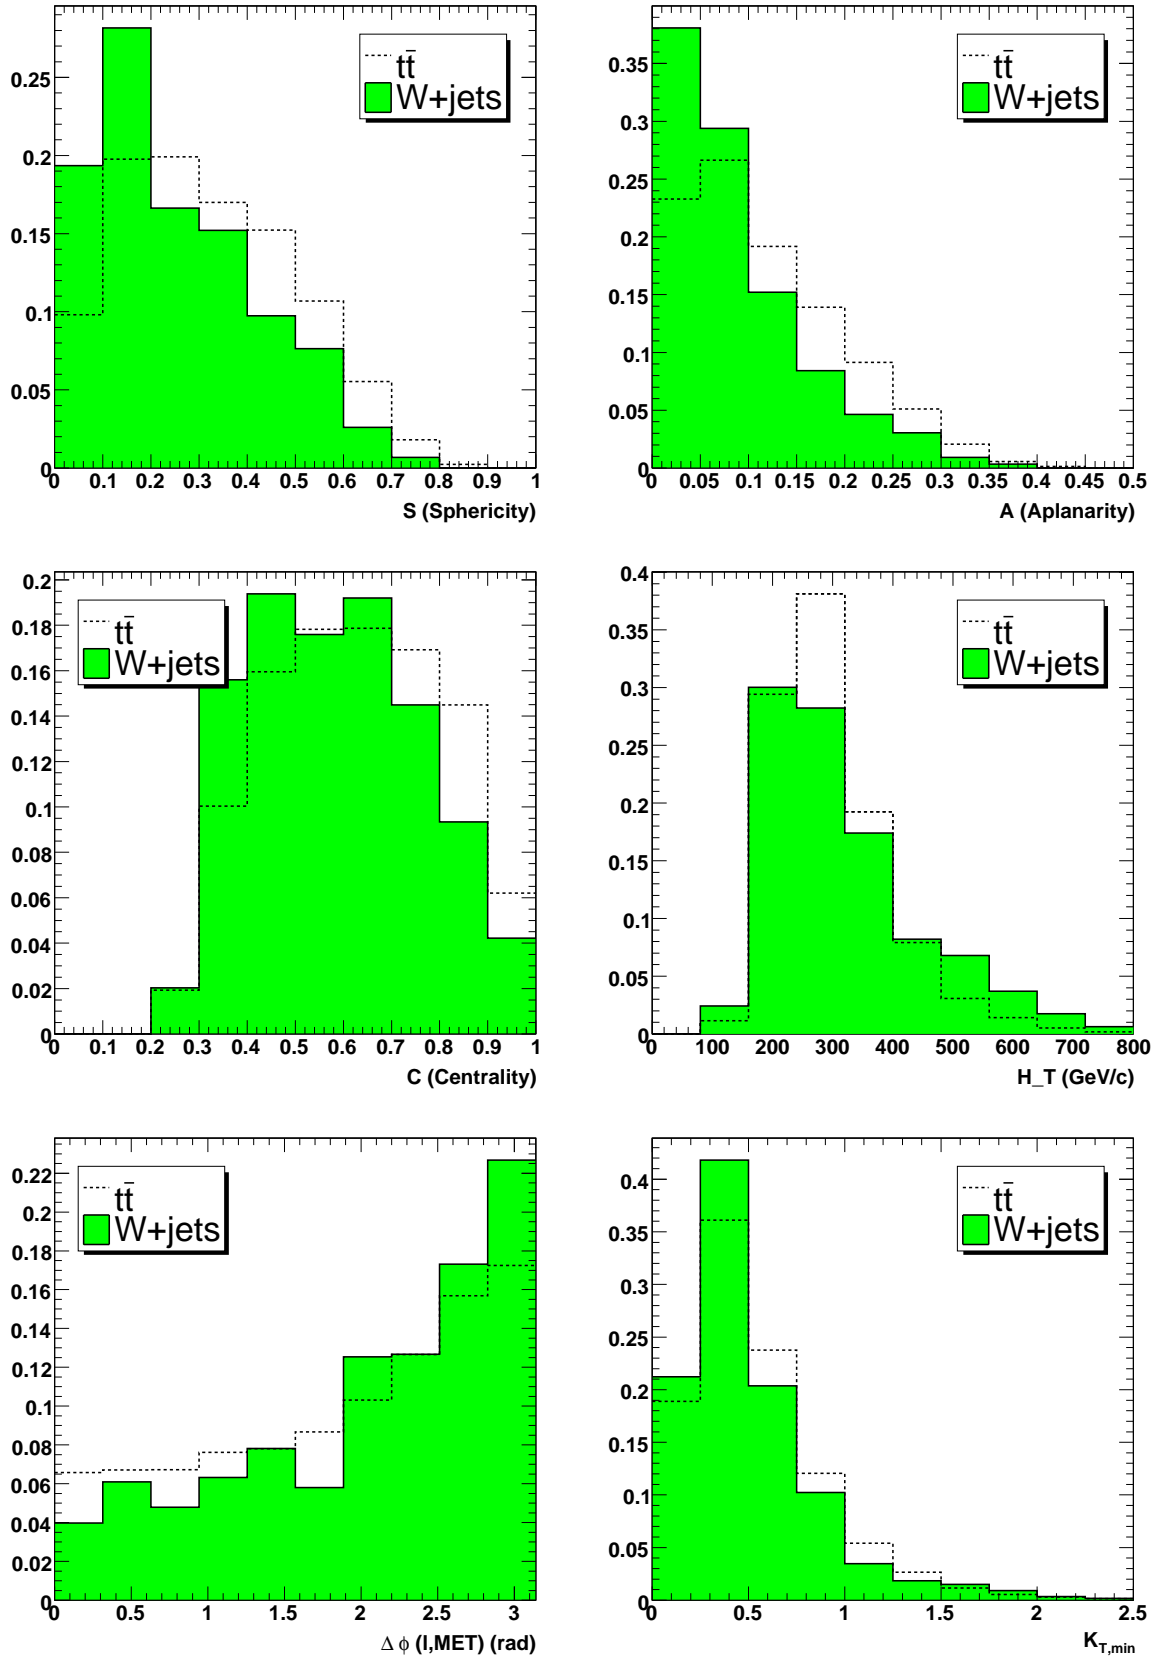 0.25
0.2
0.15
0.1
0.05
0
0 0.1 0.2 0.3 0.4 0.5 0.6 0.7 0.8 0.9 1
S (Sphericity)
tt̄
W+jets
0.35
0.3
0.25
0.2
0.15
0.1
0.05
0
0 0.05 0.1 0.15 0.2 0.25 0.3 0.35 0.4 0.45 0.5
A (Aplanarity)
tt̄
W+jets
0.2
0.18
0.16
0.14
0.12
0.1
0.08
0.06
0.04
0.02
0
0 0.1 0.2 0.3 0.4 0.5 0.6 0.7 0.8 0.9 1
C (Centrality)
tt̄
W+jets
0.4
0.35
0.3
0.25
0.2
0.15
0.1
0.05
0
0 100 200 300 400 500 600 700 800
H_T (GeV/c)
tt̄
W+jets
0.22
0.2
0.18
0.16
0.14
0.12
0.1
0.08
0.06
0.04
0.02
0
0 0.5 1 1.5 2 2.5 3
Δ ϕ (l,MET) (rad)
tt̄
W+jets
0.4
0.35
0.3
0.25
0.2
0.15
0.1
0.05
0
0 0.5 1 1.5 2 2.5
K_T,min
tt̄
W+jets